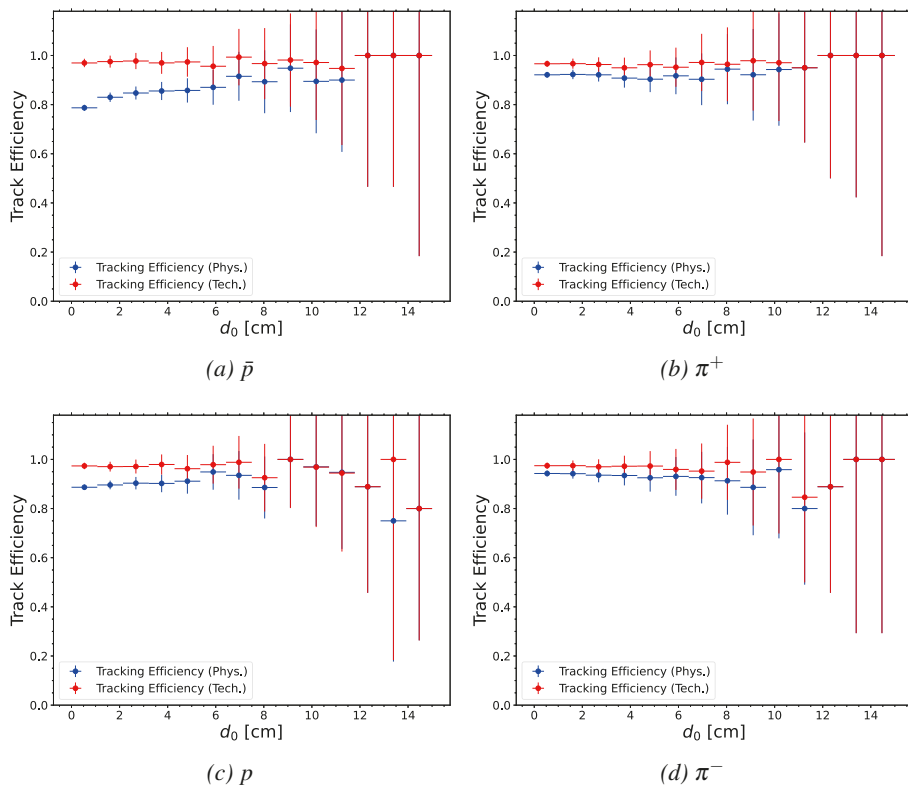 1.0
0.8
0.6
0.4
0.2
0.0
Track Efficiency
Tracking Efficiency (Phys.)
Tracking Efficiency (Tech.)
0 2 4 6 8 10 12 14
d₀ [cm]
(a) p̄
1.0
0.8
0.6
0.4
0.2
0.0
Track Efficiency
Tracking Efficiency (Phys.)
Tracking Efficiency (Tech.)
0 2 4 6 8 10 12 14
d₀ [cm]
(b) π⁺
1.0
0.8
0.6
0.4
0.2
0.0
Track Efficiency
Tracking Efficiency (Phys.)
Tracking Efficiency (Tech.)
0 2 4 6 8 10 12 14
d₀ [cm]
(c) p
1.0
0.8
0.6
0.4
0.2
0.0
Track Efficiency
Tracking Efficiency (Phys.)
Tracking Efficiency (Tech.)
0 2 4 6 8 10 12 14
d₀ [cm]
(d) π⁻